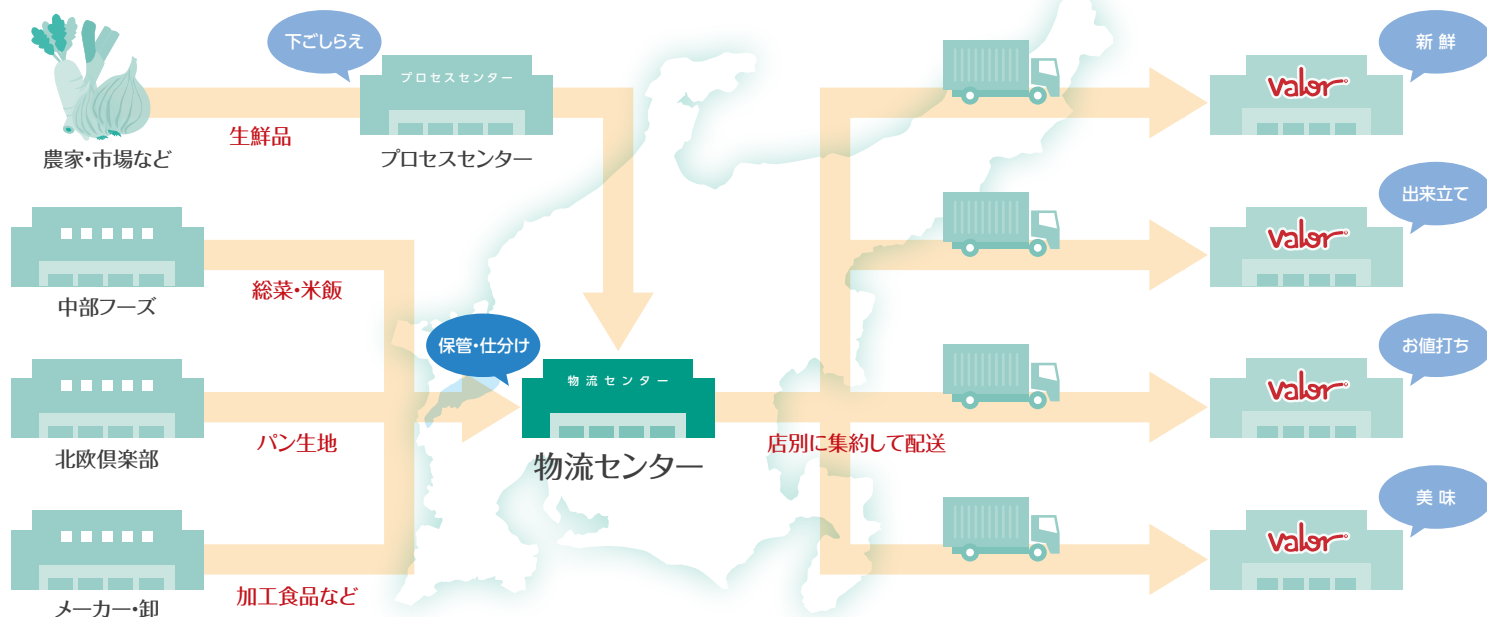 下ごしらえ
プロセスセンター
農家・市場など
生鮮品
プロセスセンター
中部フーズ
総菜・米飯
北欧倶楽部
パン生地
メーカー・卸
加工食品など
保管・仕分け
物流センター
物流センター
店別に集約して配送
新鮮
valor
出来立て
valor
お値打ち
valor
美味
valor